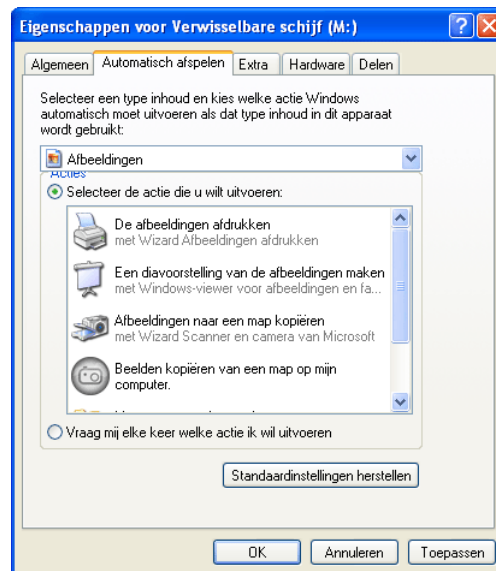 Eigenschappen voor Verwisselbare schijf (M:)
Algemeen Automatisch afspelen Extra Hardware Delen
Selecteer een type inhoud en kies welke actie Windows
automatisch moet uitvoeren als dat type inhoud in dit apparaat
wordt gebruikt:
Afbeeldingen
Acties
Selecteer de actie die u wilt uitvoeren:
De afbeeldingen afdrukken
met Wizard Afbeeldingen afdrukken
Een diavoorstelling van de afbeeldingen maken
met Windows-viewer voor afbeeldingen en fa...
Afbeeldingen naar een map kopiëren
met Wizard Scanner en camera van Microsoft
Beelden kopiëren van een map op mijn
computer.
Vraag mij elke keer welke actie ik wil uitvoeren
Standaardinstellingen herstellen
OK Annuleren Toepassen